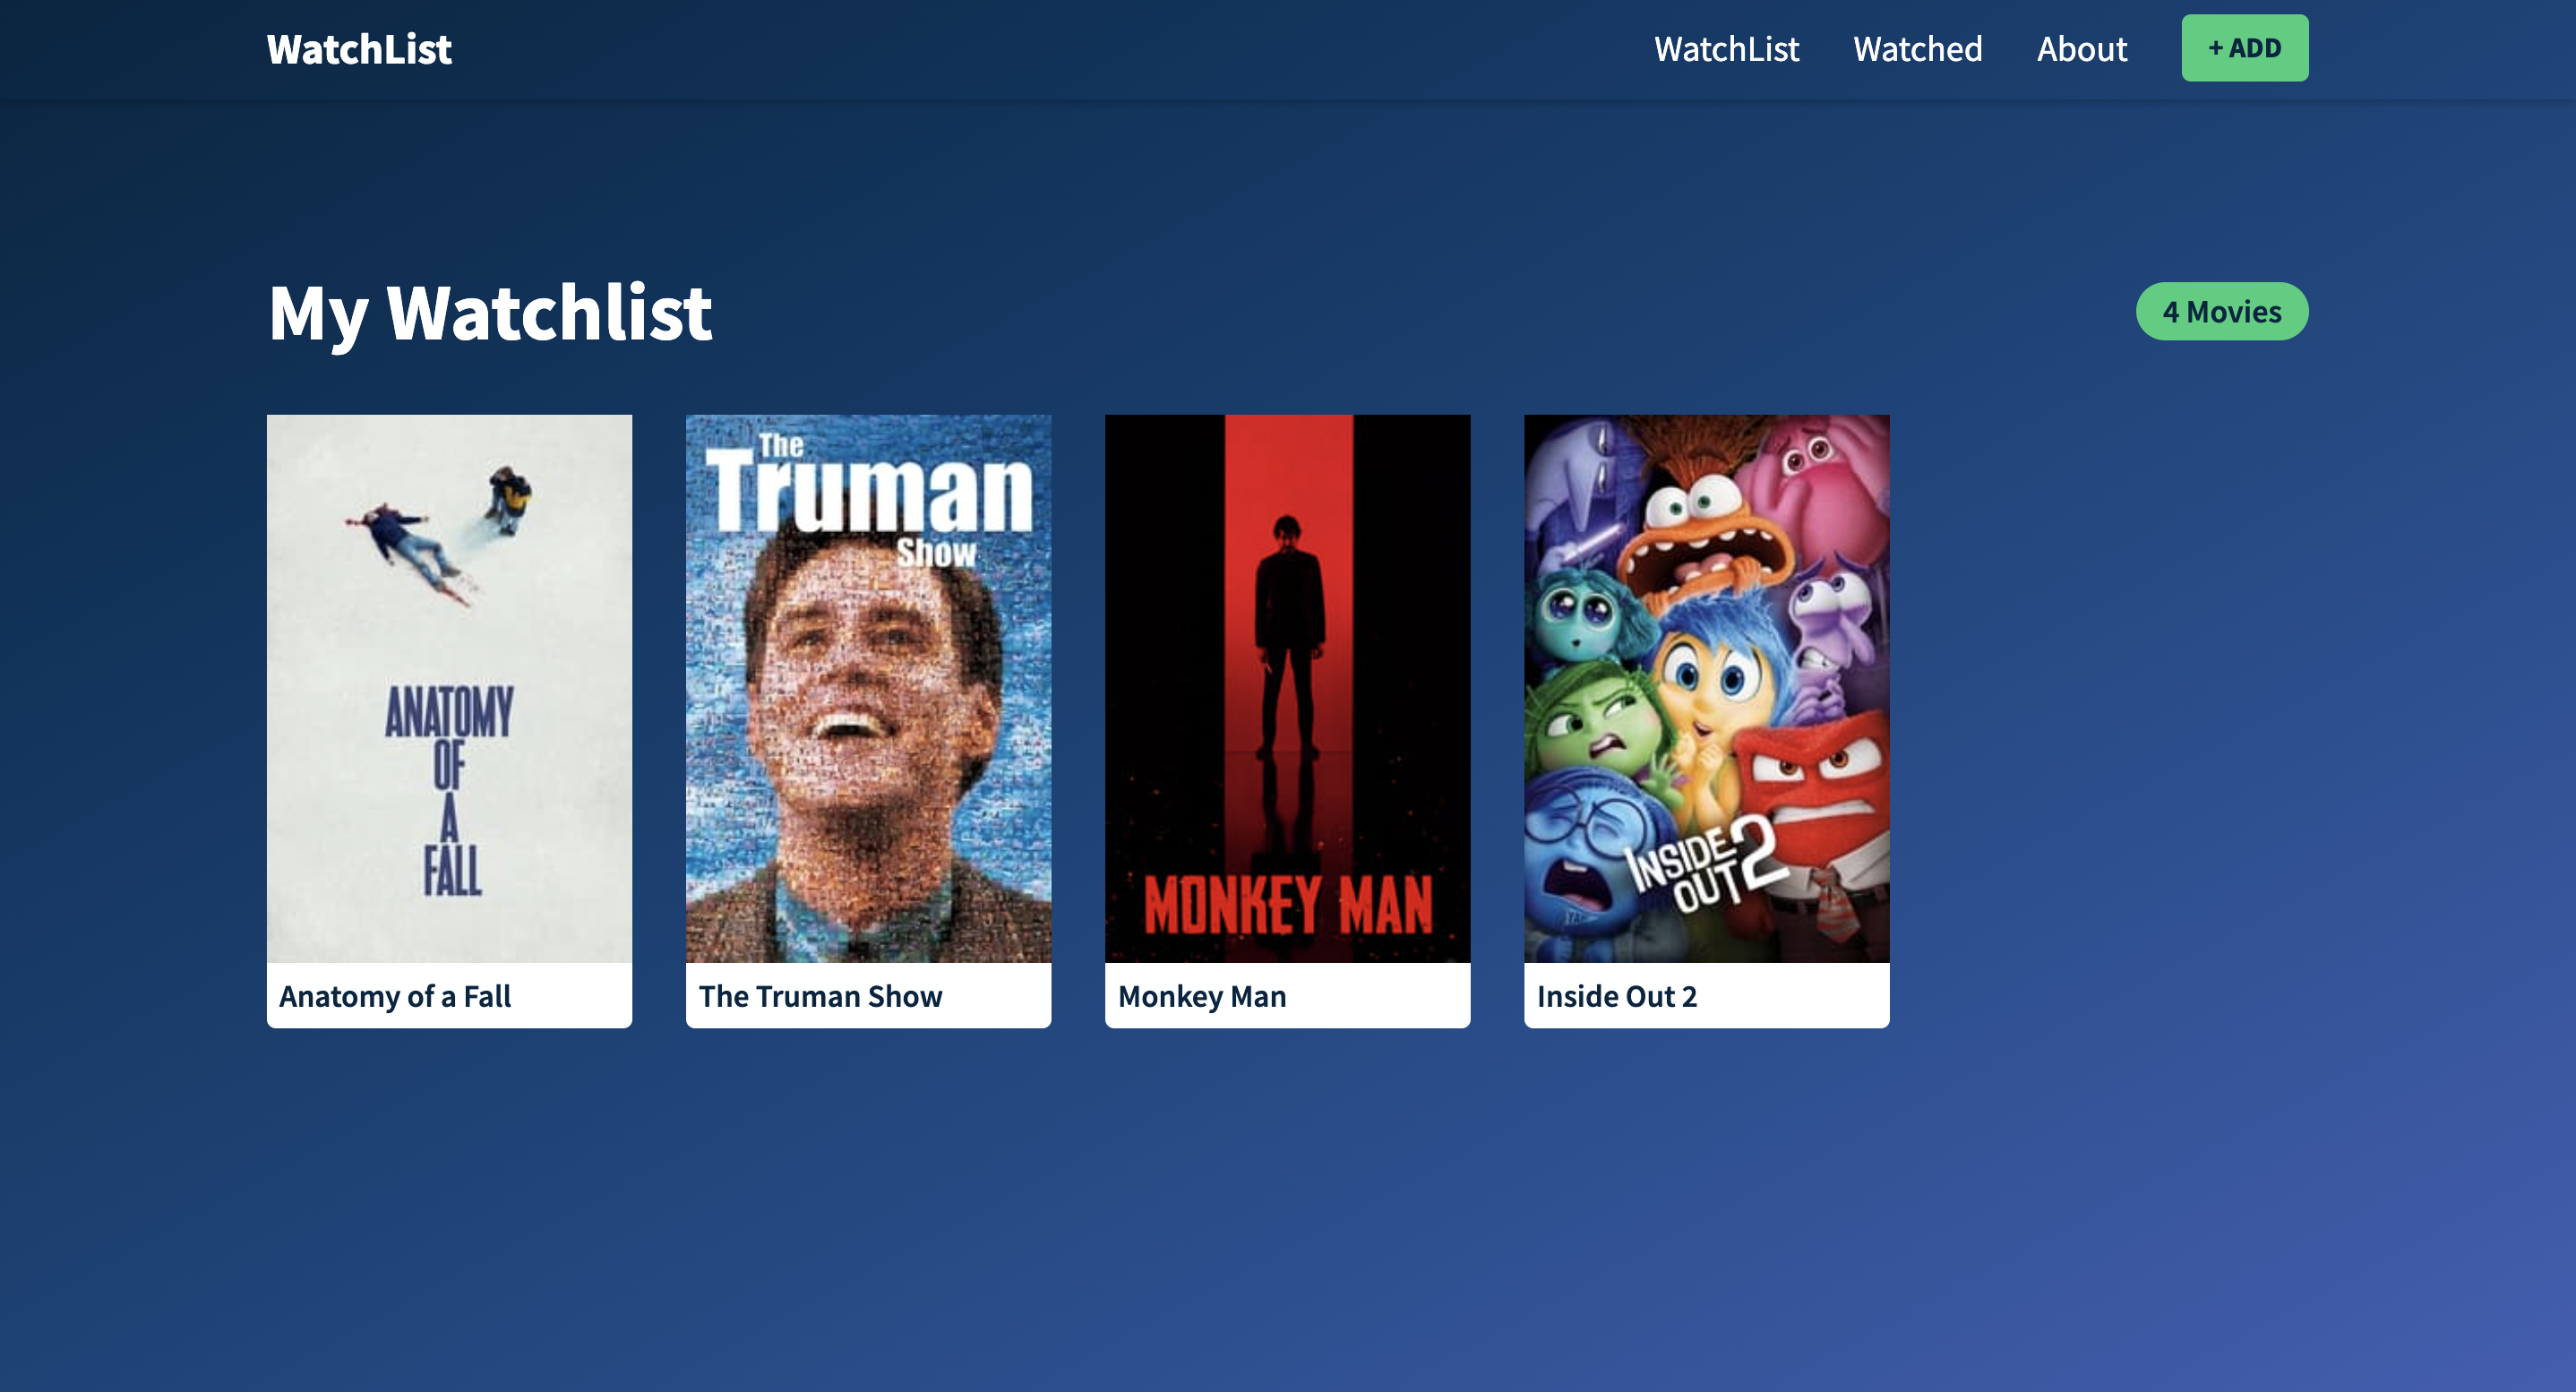 WatchList
WatchList Watched About + ADD
My Watchlist
4 Movies
ANATOMY
OF
A
FALL
The
Truman
Show
MONKEY MAN
INSIDE
OUT 2
Anatomy of a Fall
The Truman Show
Monkey Man
Inside Out 2